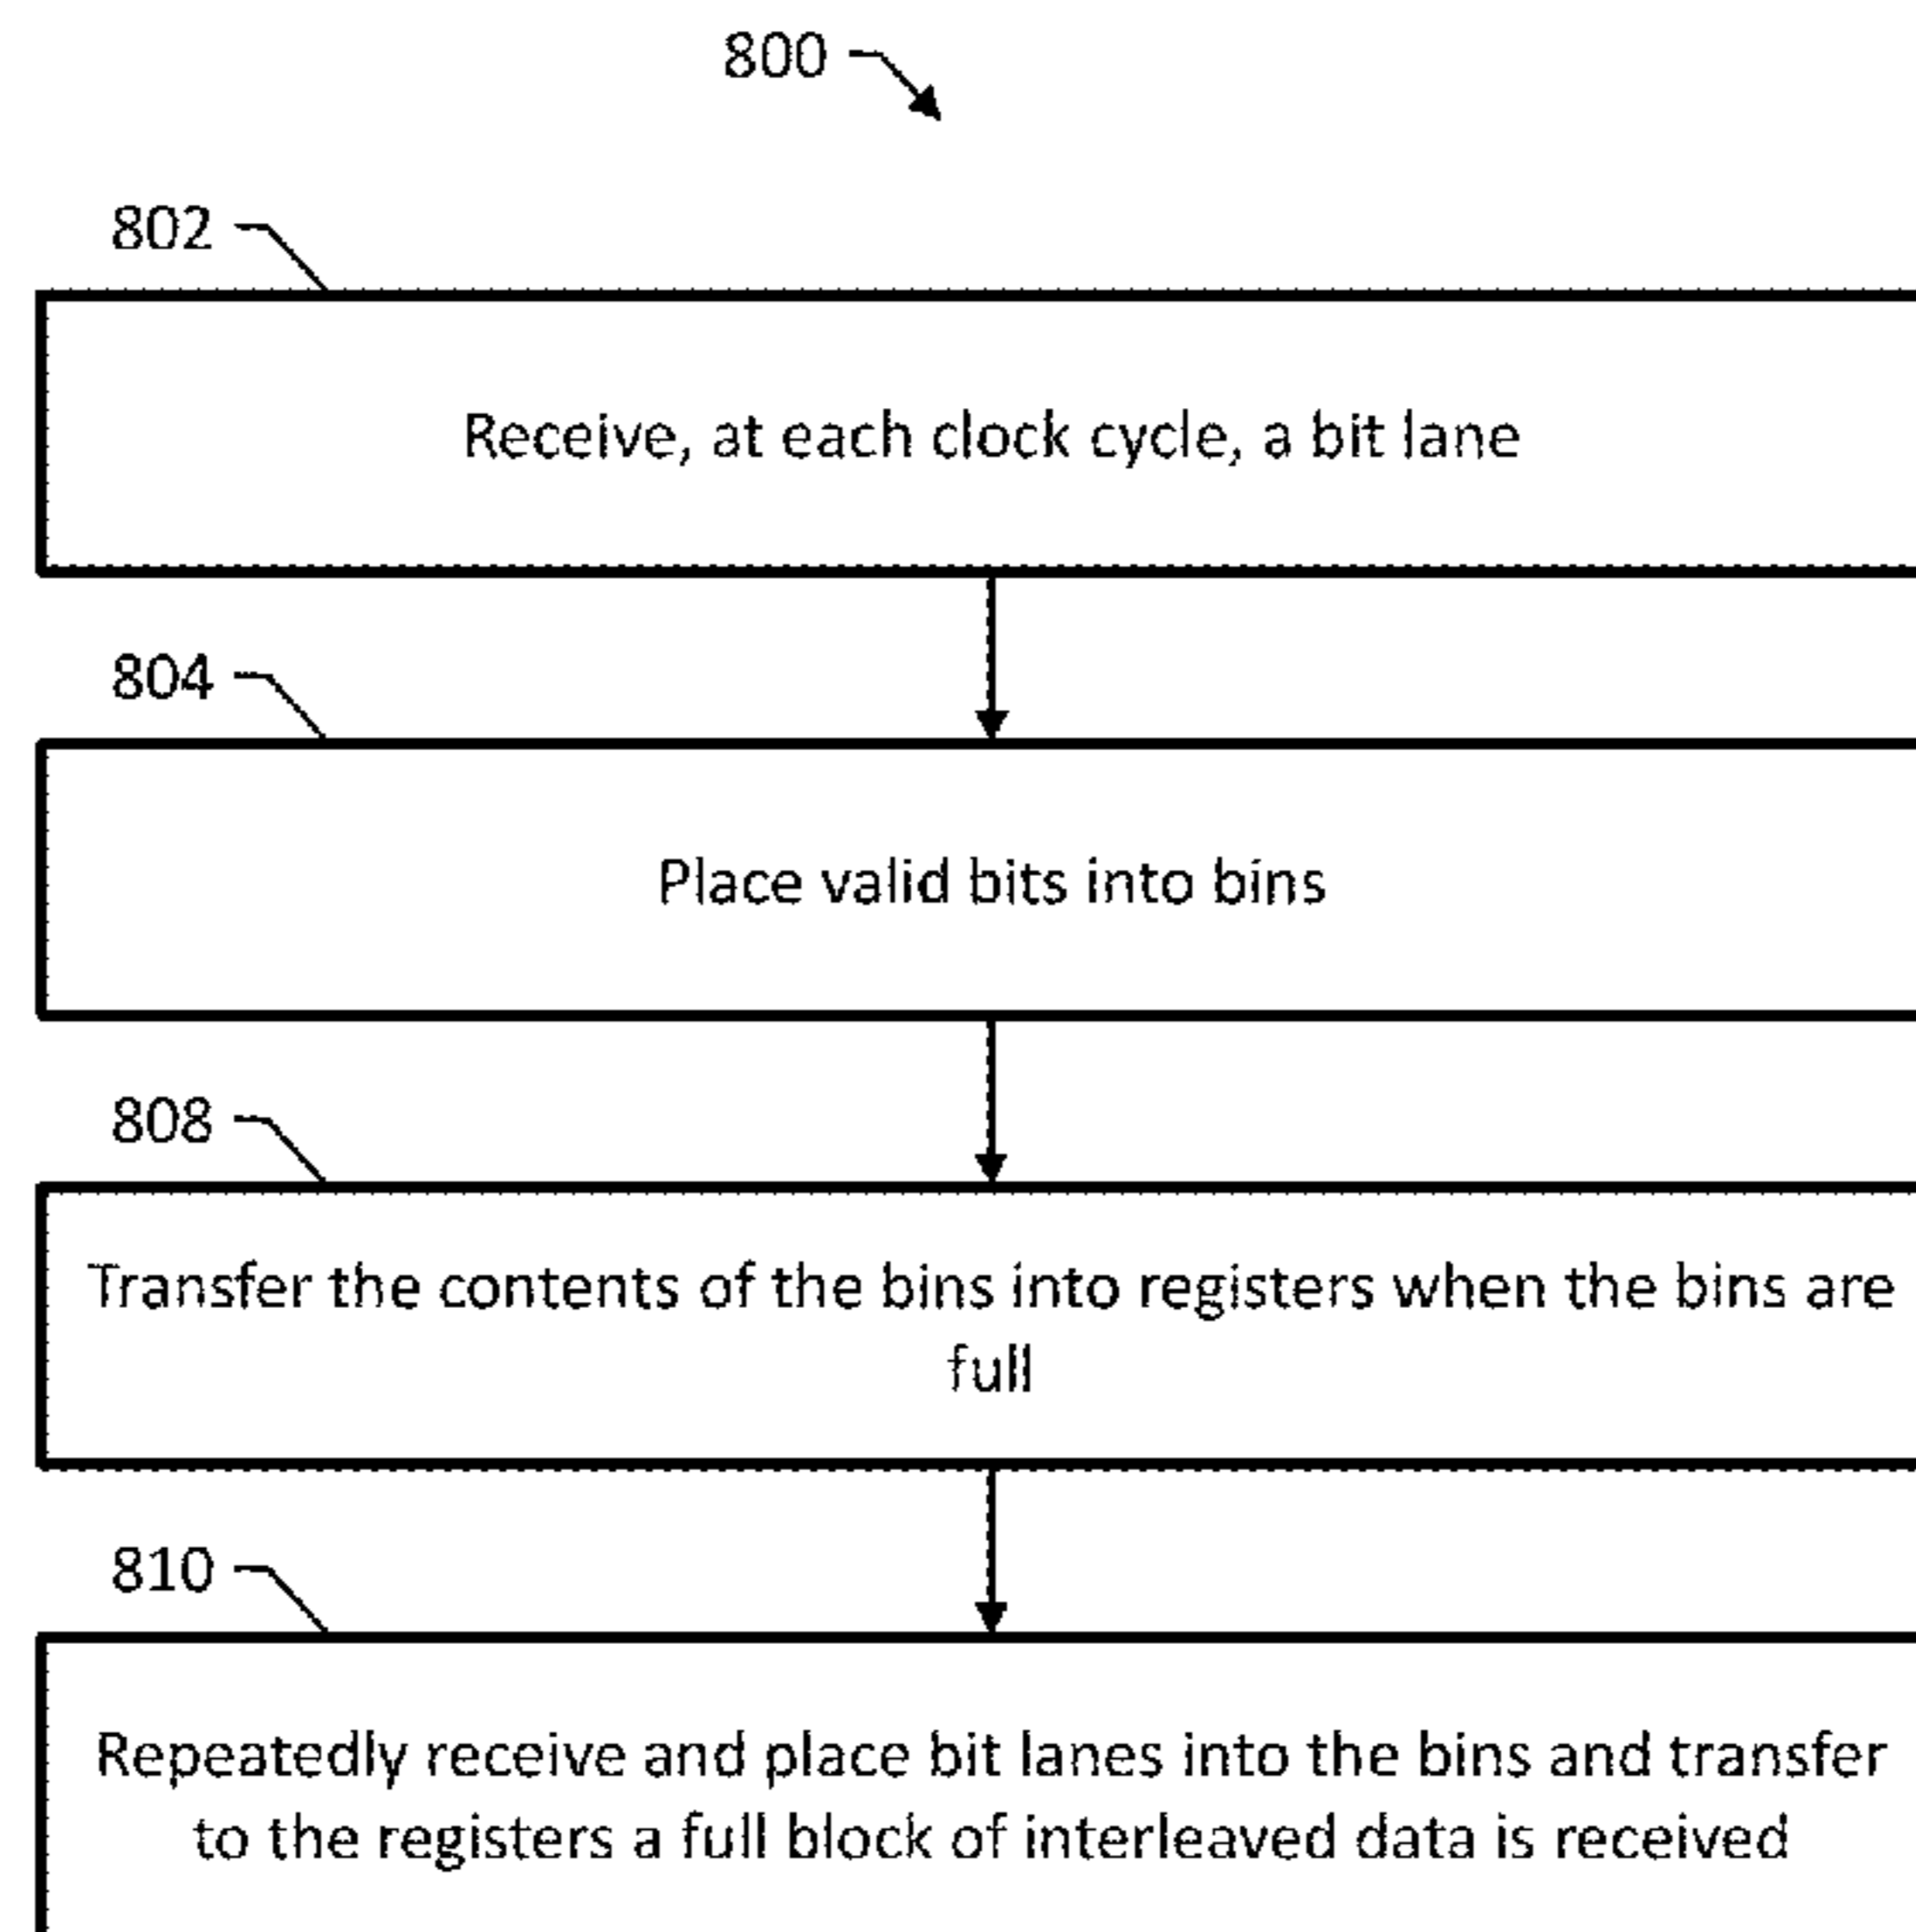 800
802
Receive, at each clock cycle, a bit lane
804
Place valid bits into bins
808
Transfer the contents of the bins into registers when the bins are
full
810
Repeatedly receive and place bit lanes into the bins and transfer
to the registers a full block of interleaved data is received